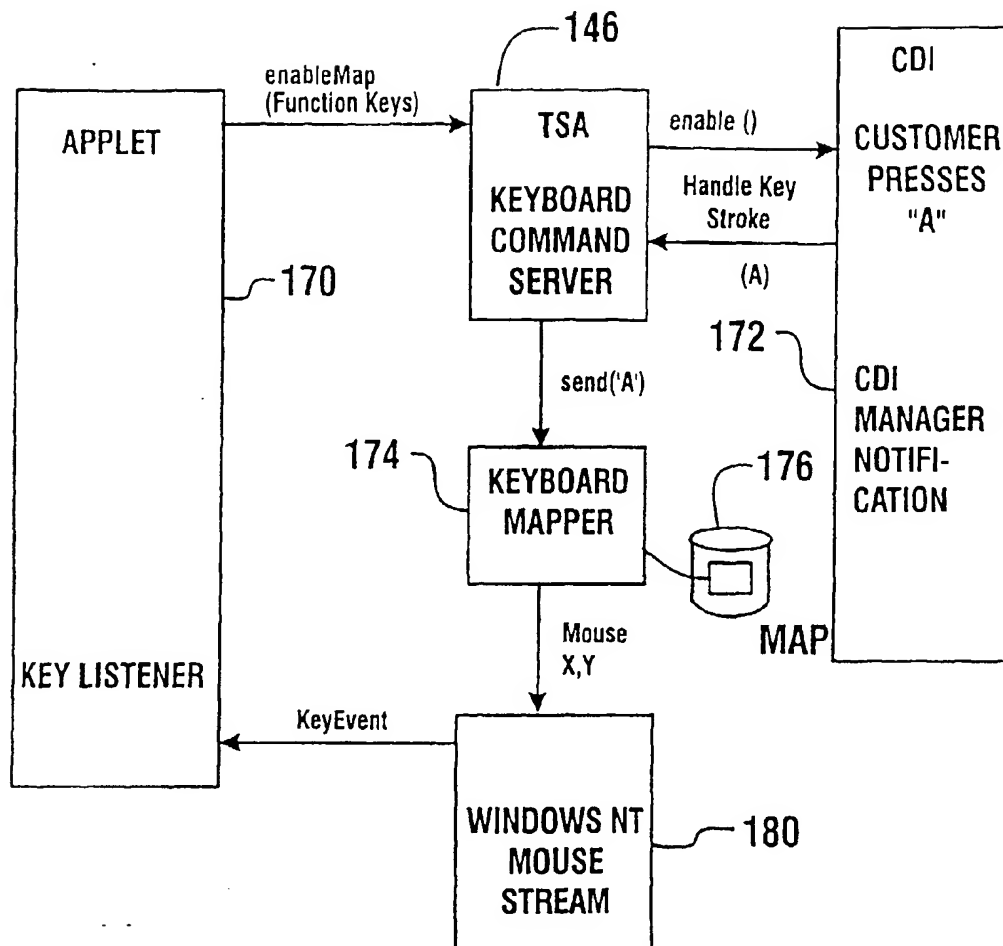 146
enableMap
(Function Keys)
APPLET
KEY LISTENER
170
TSA
KEYBOARD
COMMAND
SERVER
enable ()
Handle Key
Stroke
(A)
CDI
CUSTOMER
PRESSES
"A"
172
CDI
MANAGER
NOTIFI-
CATION
send('A')
174
KEYBOARD
MAPPER
176
MAP
Mouse
X,Y
KeyEvent
WINDOWS NT
MOUSE
STREAM
180